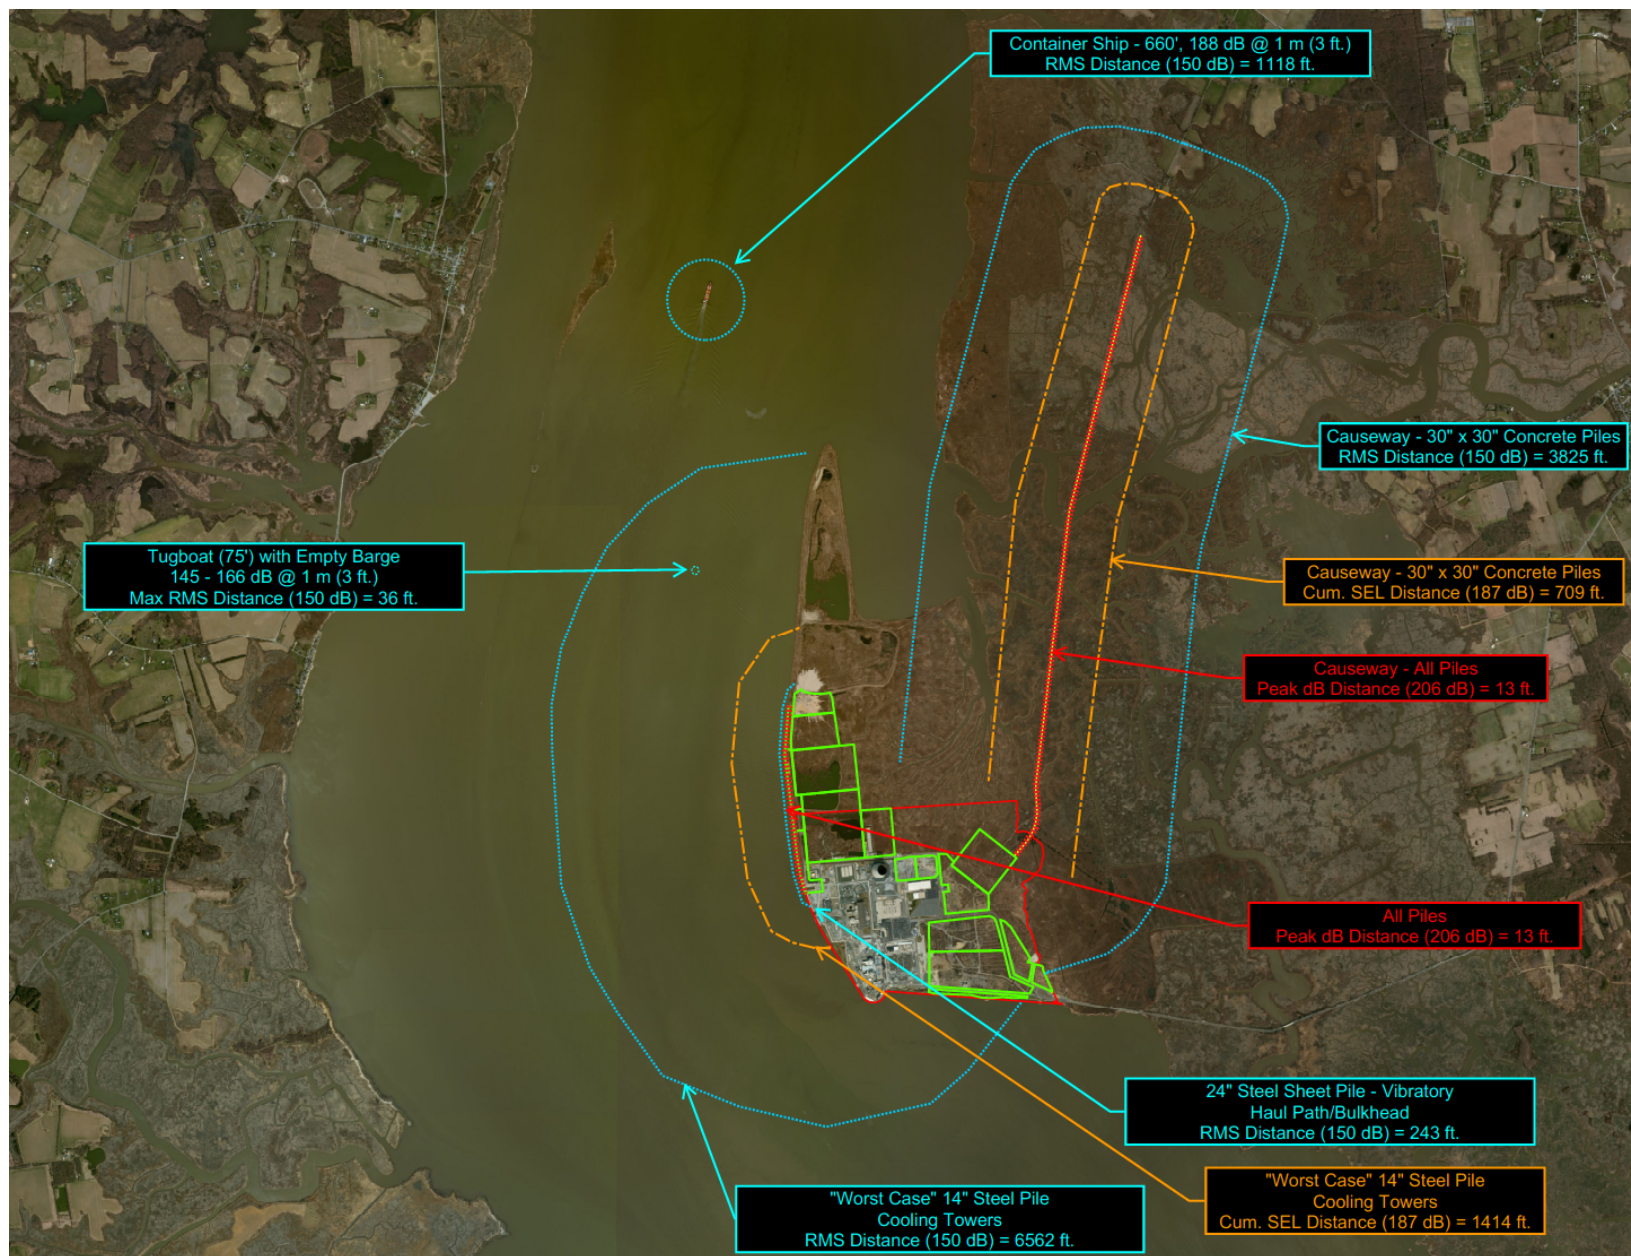 Container Ship - 660', 188 dB @ 1 m (3 ft.)
RMS Distance (150 dB) = 1118 ft.
Causeway - 30" x 30" Concrete Piles
RMS Distance (150 dB) = 3825 ft.
Tugboat (75') with Empty Barge
145 - 166 dB @ 1 m (3 ft.)
Max RMS Distance (150 dB) = 36 ft.
Causeway - 30" x 30" Concrete Piles
Cum. SEL Distance (187 dB) = 709 ft.
Causeway - All Piles
Peak dB Distance (206 dB) = 13 ft.
All Piles
Peak dB Distance (206 dB) = 13 ft.
24" Steel Sheet Pile - Vibratory
Haul Path/Bulkhead
RMS Distance (150 dB) = 243 ft.
"Worst Case" 14" Steel Pile
Cooling Towers
Cum. SEL Distance (187 dB) = 1414 ft.
"Worst Case" 14" Steel Pile
Cooling Towers
RMS Distance (150 dB) = 6562 ft.